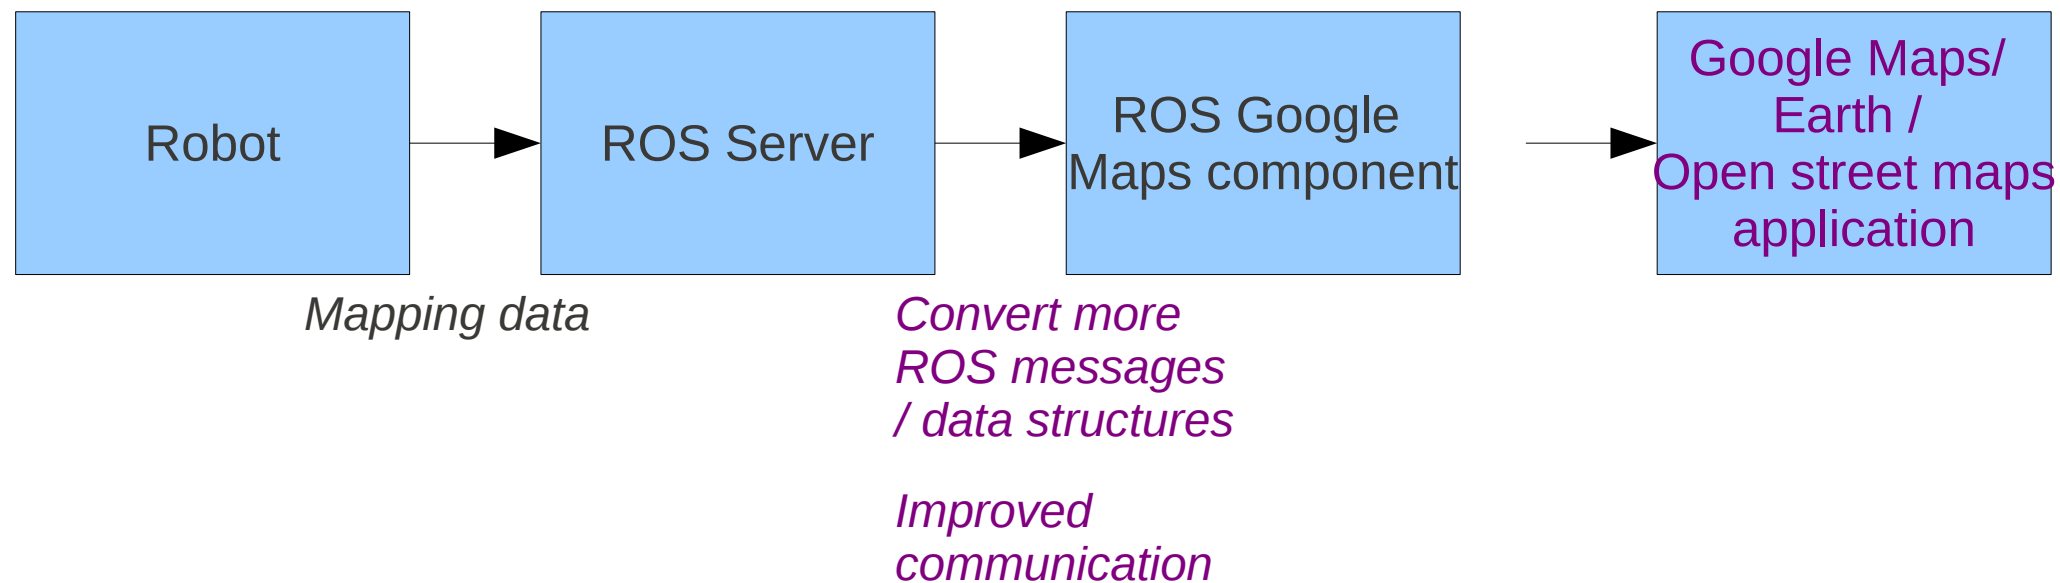 Robot
ROS Server
ROS Google
Maps component
Google Maps/
Earth /
Open street maps
application
Mapping data
Convert more
ROS messages
/ data structures
Improved
communication